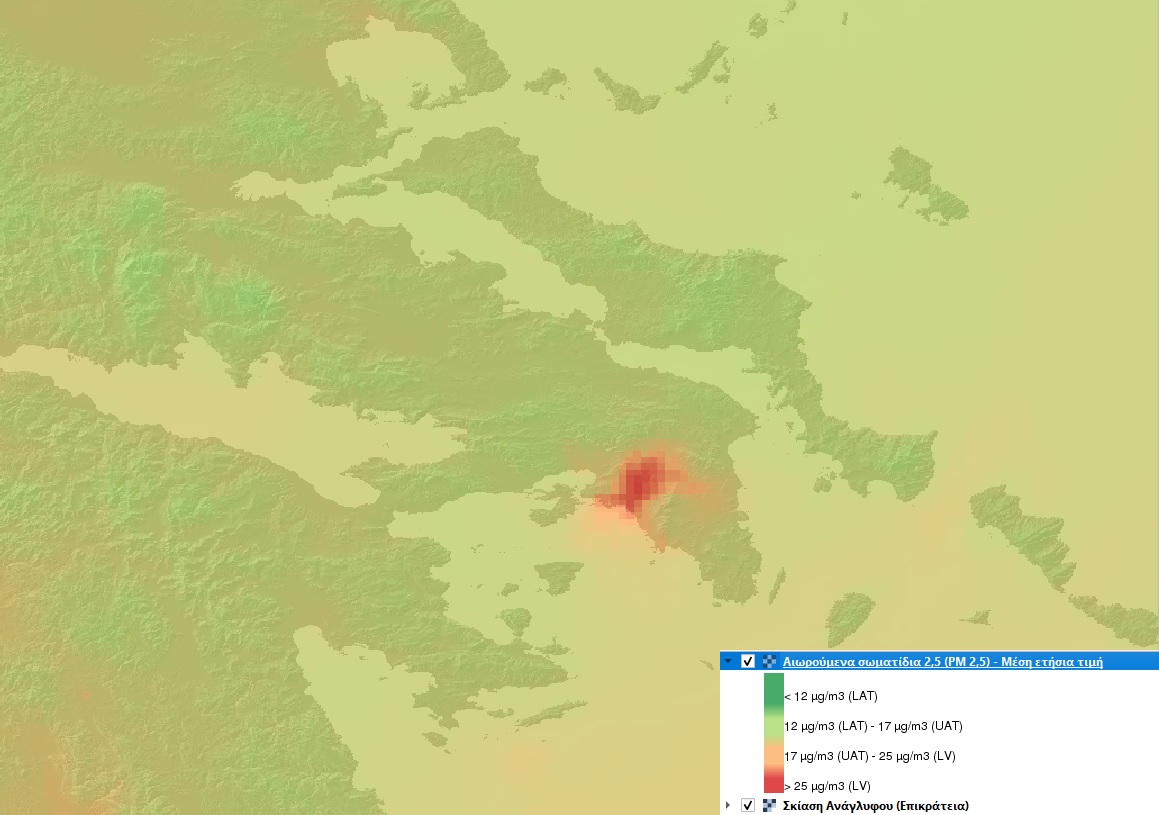 Αιωρούμενα σωματίδια 2,5 (PM 2,5) - Μέση ετήσια τιμή
< 12 μg/m3 (LAT)
12 μg/m3 (LAT) - 17 μg/m3 (UAT)
17 μg/m3 (UAT) - 25 μg/m3 (LV)
> 25 μg/m3 (LV)
Σκίαση Ανάγλυφου (Επικράτεια)